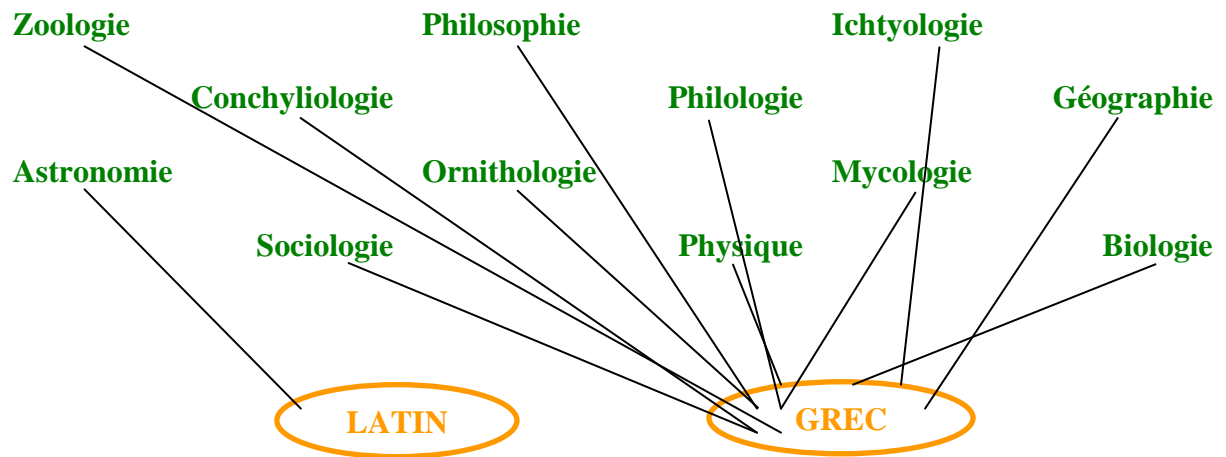 Zoologie Philosophie Ichtyologie
Conchyliologie Philologie Géographie
Astronomie Ornithologie Mycologie
Sociologie Physique Biologie
LATIN GREC